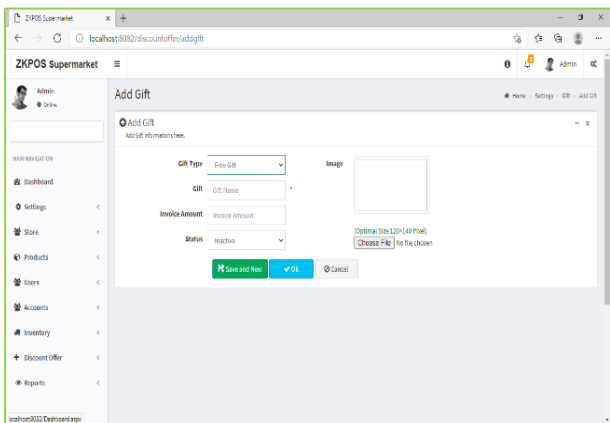 ZKPOS Supermarket
localhost:8082/discountoffer/addgift
ZKPOS Supermarket
Admin
Admin
Online
Add Gift
Home > Settings > Gift > Add Gift
Add Gift
Add Gift informations here.
MAIN NAVIGATION
Dashboard
Settings
Store
Products
Users
Accounts
Inventory
Discount Offer
Reports
Gift Type
Free Gift
Gift
Gift Name
*
Invoice Amount
Invoice Amount
Status
Inactive
Image
[Optimal Size 120×140 Pixel]
Choose File No file chosen
Save and New
Ok
Cancel
localhost:8082/Dashboard.aspx